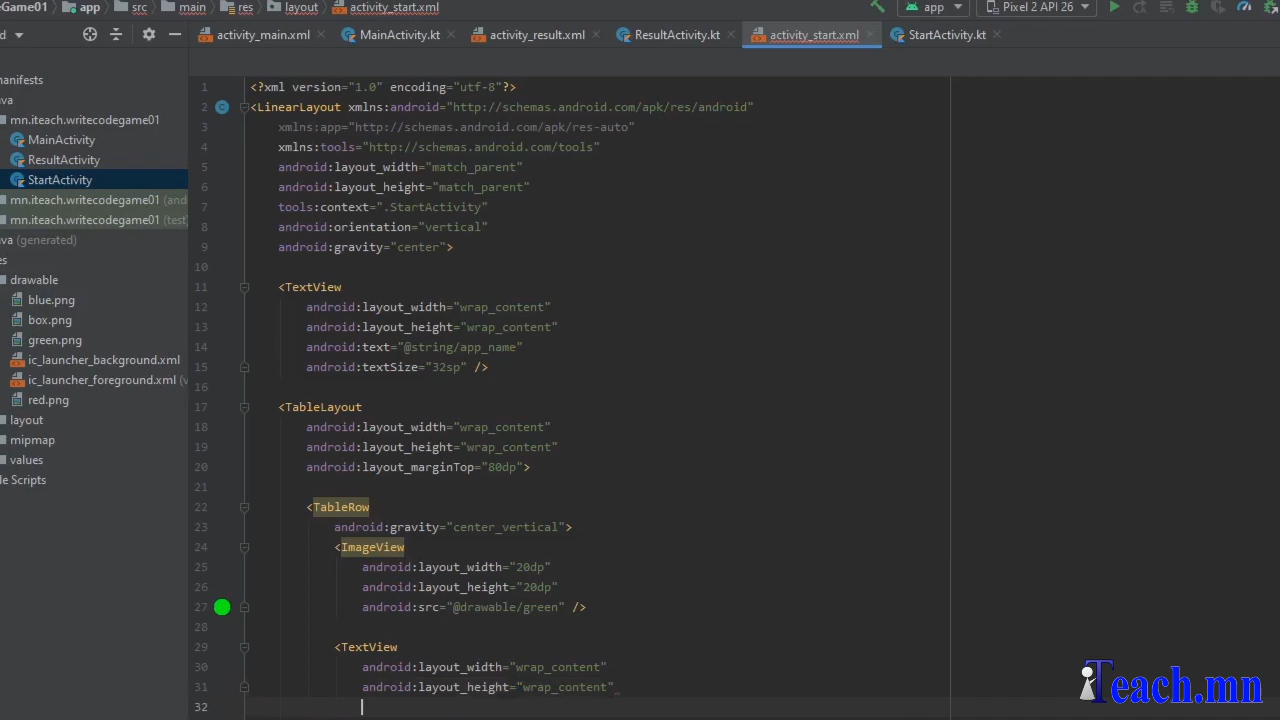 eGame01 app src main res layout activity_start.xml app Pixel 2 API 26
d activity_main.xml MainActivity.kt activity_result.xml ResultActivity.kt activity_start.xml StartActivity.kt
anifests
ava
mn.iteach.writecodegame01
MainActivity
ResultActivity
StartActivity
mn.iteach.writecodegame01 (and
mn.iteach.writecodegame01 (test)
ava (generated)
es
drawable
blue.png
box.png
green.png
ic_launcher_background.xml
ic_launcher_foreground.xml (v
red.png
layout
mipmap
values
le Scripts
1 <?xml version="1.0" encoding="utf-8"?>
2 <LinearLayout xmlns:android="http://schemas.android.com/apk/res/android"
3 xmlns:app="http://schemas.android.com/apk/res-auto"
4 xmlns:tools="http://schemas.android.com/tools"
5 android:layout_width="match_parent"
6 android:layout_height="match_parent"
7 tools:context=".StartActivity"
8 android:orientation="vertical"
9 android:gravity="center">
10
11 <TextView
12 android:layout_width="wrap_content"
13 android:layout_height="wrap_content"
14 android:text="@string/app_name"
15 android:textSize="32sp" />
16
17 <TableLayout
18 android:layout_width="wrap_content"
19 android:layout_height="wrap_content"
20 android:layout_marginTop="80dp">
21
22 <TableRow
23 android:gravity="center_vertical">
24 <ImageView
25 android:layout_width="20dp"
26 android:layout_height="20dp"
27 android:src="@drawable/green" />
28
29 <TextView
30 android:layout_width="wrap_content"
31 android:layout_height="wrap_content"
32
iTeach.mn